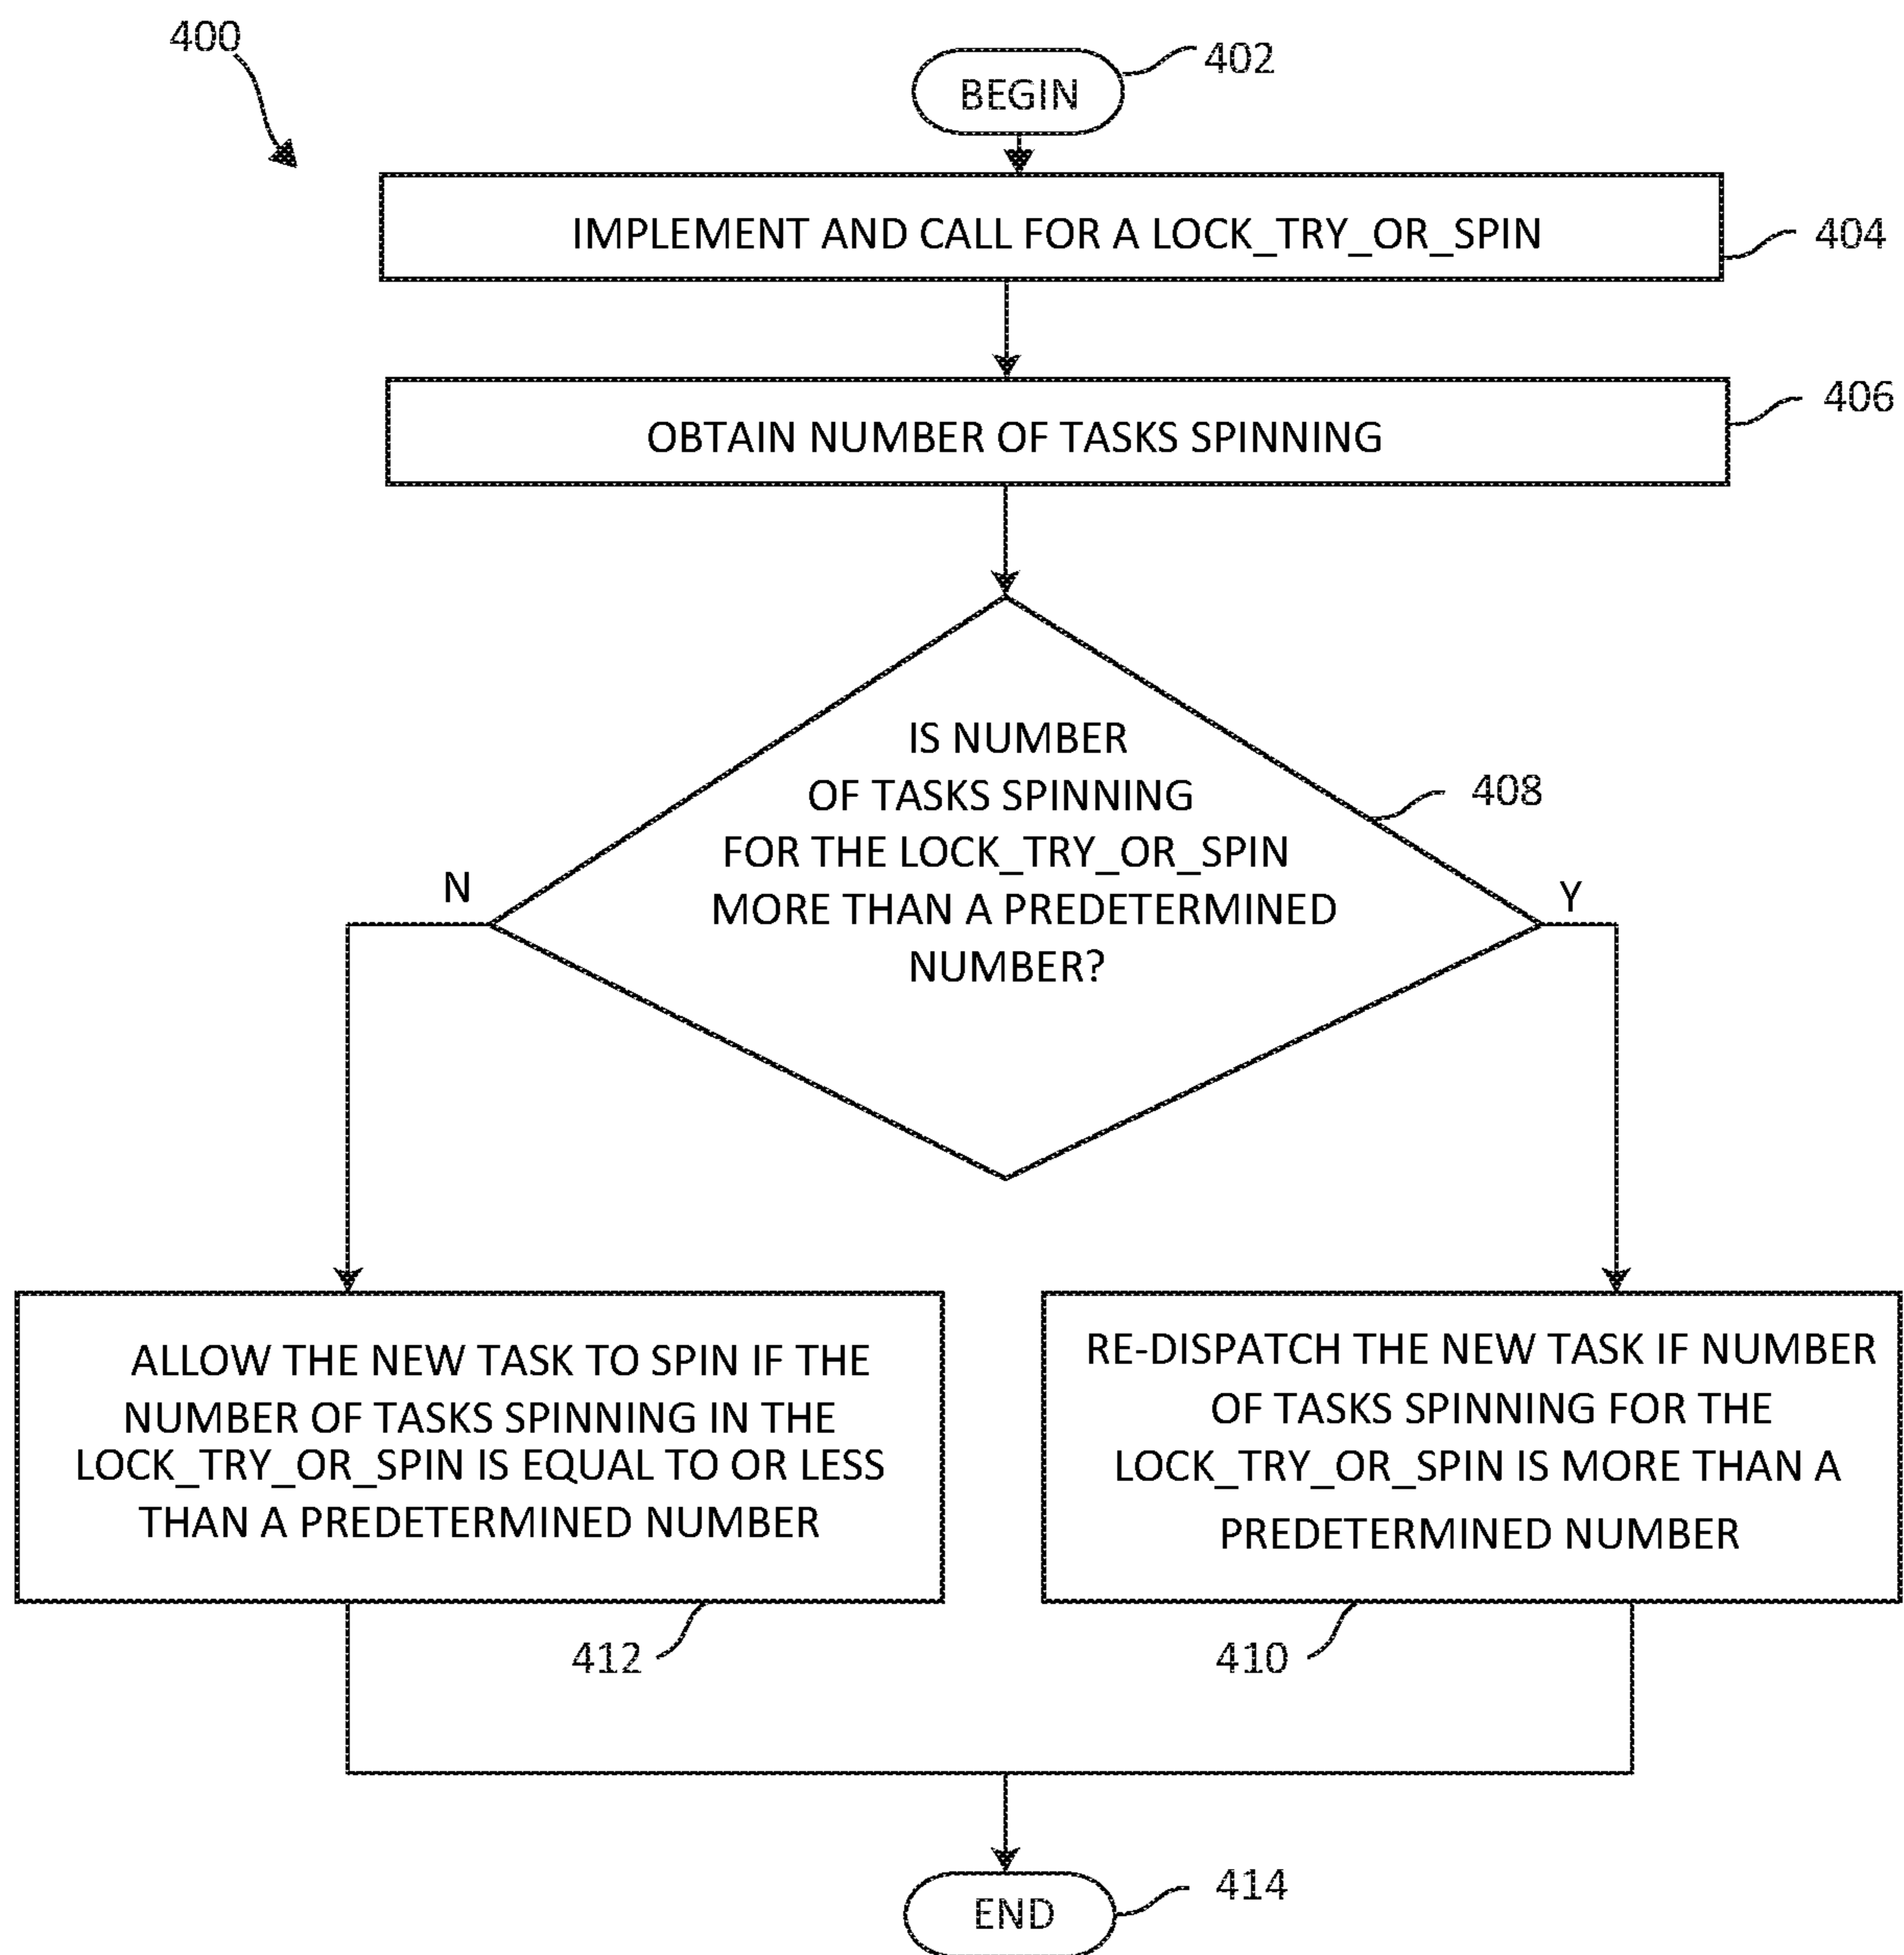 400
402
BEGIN
IMPLEMENT AND CALL FOR A LOCK_TRY_OR_SPIN
404
406
OBTAIN NUMBER OF TASKS SPINNING
IS NUMBER
OF TASKS SPINNING
408
FOR THE LOCK_TRY_OR_SPIN
MORE THAN A PREDETERMINED
NUMBER?
N
Y
ALLOW THE NEW TASK TO SPIN IF THE
NUMBER OF TASKS SPINNING IN THE
LOCK_TRY_OR_SPIN IS EQUAL TO OR LESS
THAN A PREDETERMINED NUMBER
412
RE-DISPATCH THE NEW TASK IF NUMBER
OF TASKS SPINNING FOR THE
LOCK_TRY_OR_SPIN IS MORE THAN A
PREDETERMINED NUMBER
410
END
414